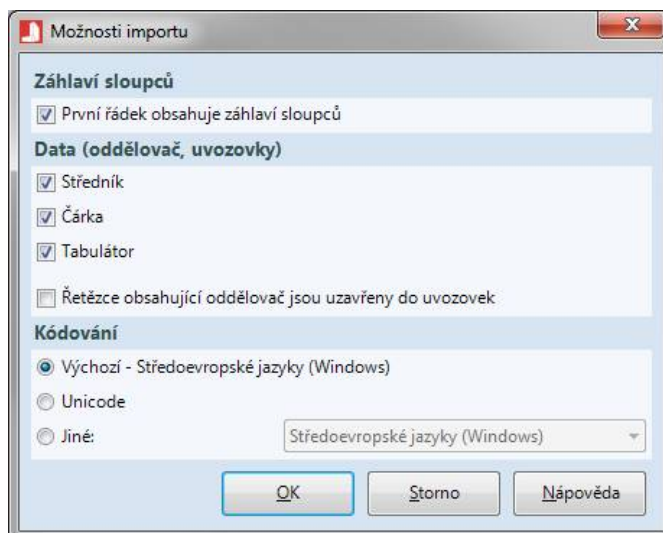 Možnosti importu
Záhlaví sloupců
První řádek obsahuje záhlaví sloupců
Data (oddělovač, uvozovky)
Středník
Čárka
Tabulátor
Řetězce obsahující oddělovač jsou uzavřeny do uvozovek
Kódování
Výchozí - Středoevropské jazyky (Windows)
Unicode
Jiné: Středoevropské jazyky (Windows)
OK Storno Nápověda